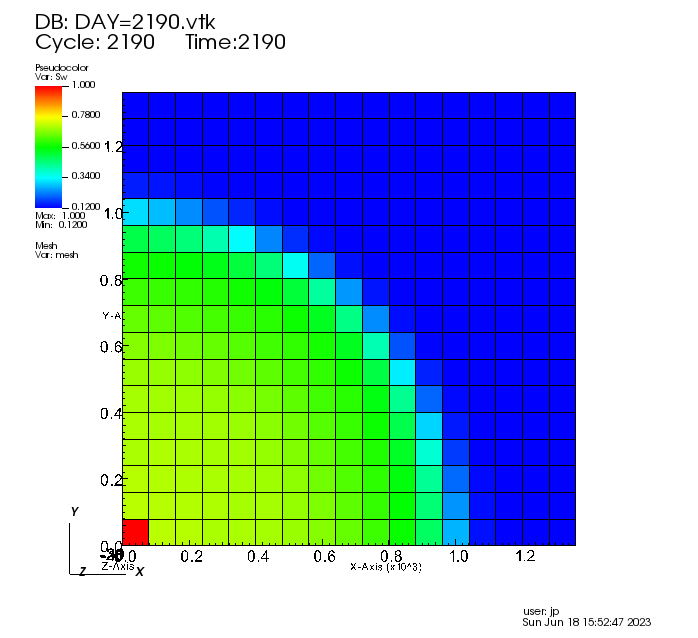 DB: DAY=2190.vtk
Cycle: 2190 Time:2190
Pseudocolor
Var: Sw
1.000
0.7800
0.5600
0.3400
0.1200
Max: 1.000
Min: 0.1200
Mesh
Var: mesh
1.2
1.0
0.8
Y-A
0.6
0.4
0.2
0.0
0.0 0.2 0.4 0.6 0.8 1.0 1.2
Z-Axis
X-Axis (x10^3)
Y
Z X
user: jp
Sun Jun 18 15:52:47 2023